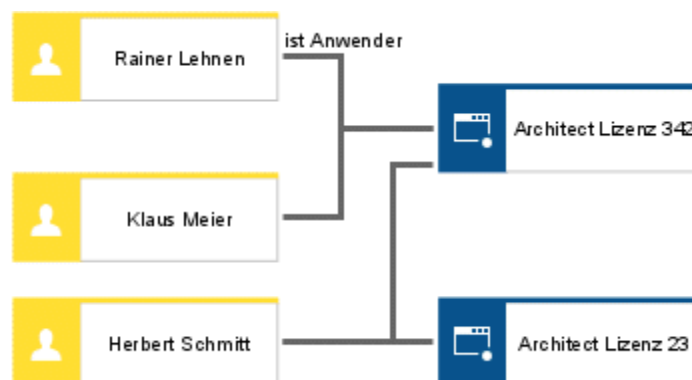 Rainer Lehnen
ist Anwender
Architect Lizenz 342
Klaus Meier
Herbert Schmitt
Architect Lizenz 23